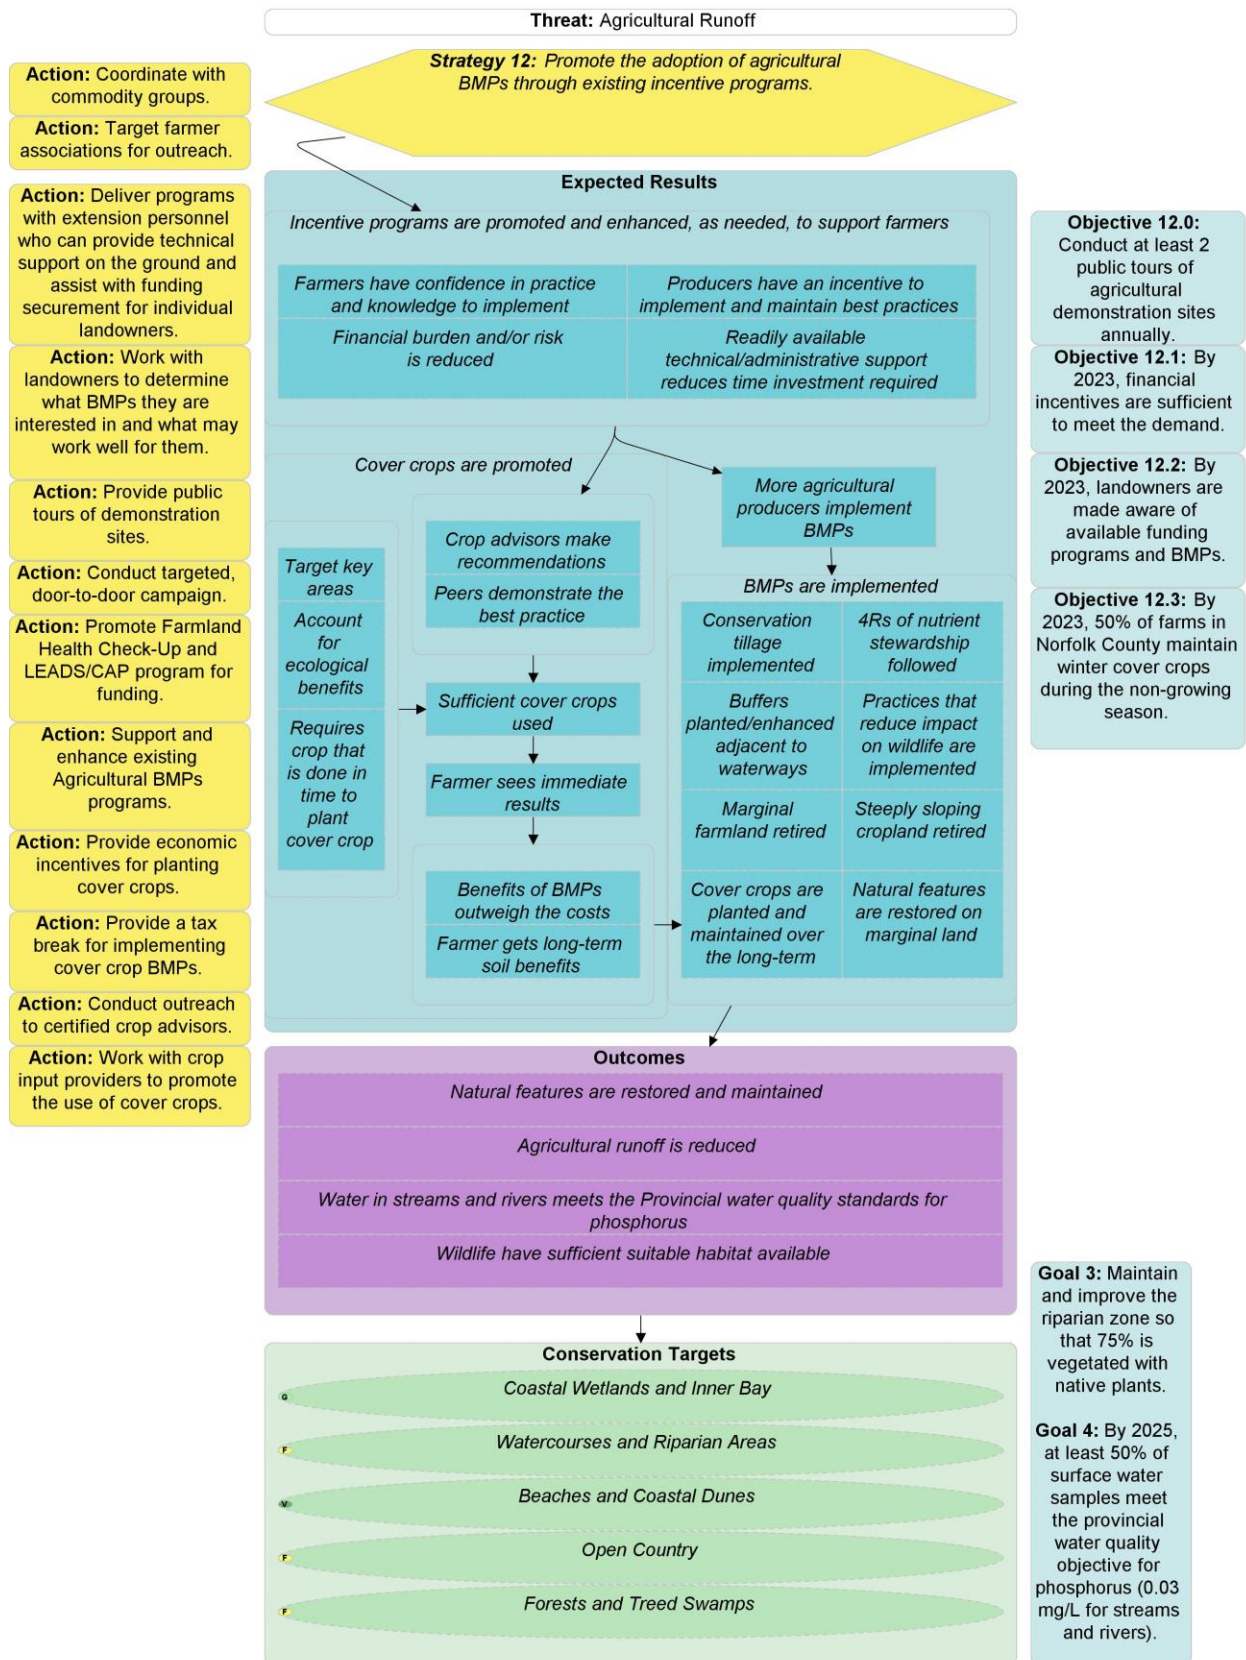 Threat: Agricultural Runoff
Strategy 12: Promote the adoption of agricultural
BMPs through existing incentive programs.
Action: Coordinate with
commodity groups.
Action: Target farmer
associations for outreach.
Action: Deliver programs
with extension personnel
who can provide technical
support on the ground and
assist with funding
securement for individual
landowners.
Action: Work with
landowners to determine
what BMPs they are
interested in and what may
work well for them.
Action: Provide public
tours of demonstration
sites.
Action: Conduct targeted,
door-to-door campaign.
Action: Promote Farmland
Health Check-Up and
LEADS/CAP program for
funding.
Action: Support and
enhance existing
Agricultural BMPs
programs.
Action: Provide economic
incentives for planting
cover crops.
Action: Provide a tax
break for implementing
cover crop BMPs.
Action: Conduct outreach
to certified crop advisors.
Action: Work with crop
input providers to promote
the use of cover crops.
Expected Results
Incentive programs are promoted and enhanced, as needed, to support farmers
Farmers have confidence in practice
and knowledge to implement
Producers have an incentive to
implement and maintain best practices
Financial burden and/or risk
is reduced
Readily available
technical/administrative support
reduces time investment required
Cover crops are promoted
Target key
areas
Account
for
ecological
benefits
Requires
crop that
is done in
time to
plant
cover crop
Crop advisors make
recommendations
Peers demonstrate the
best practice
Sufficient cover crops
used
Farmer sees immediate
results
Benefits of BMPs
outweigh the costs
Farmer gets long-term
soil benefits
More agricultural
producers implement
BMPs
BMPs are implemented
Conservation
tillage
implemented
4Rs of nutrient
stewardship
followed
Buffers
planted/enhanced
adjacent to
waterways
Practices that
reduce impact
on wildlife are
implemented
Marginal
farmland retired
Steeply sloping
cropland retired
Cover crops are
planted and
maintained over
the long-term
Natural features
are restored on
marginal land
Objective 12.0:
Conduct at least 2
public tours of
agricultural
demonstration sites
annually.
Objective 12.1: By
2023, financial
incentives are sufficient
to meet the demand.
Objective 12.2: By
2023, landowners are
made aware of
available funding
programs and BMPs.
Objective 12.3: By
2023, 50% of farms in
Norfolk County maintain
winter cover crops
during the non-growing
season.
Outcomes
Natural features are restored and maintained
Agricultural runoff is reduced
Water in streams and rivers meets the Provincial water quality standards for
phosphorus
Wildlife have sufficient suitable habitat available
Conservation Targets
G
Coastal Wetlands and Inner Bay
F
Watercourses and Riparian Areas
V
Beaches and Coastal Dunes
F
Open Country
F
Forests and Treed Swamps
Goal 3: Maintain
and improve the
riparian zone so
that 75% is
vegetated with
native plants.
Goal 4: By 2025,
at least 50% of
surface water
samples meet
the provincial
water quality
objective for
phosphorus (0.03
mg/L for streams
and rivers).